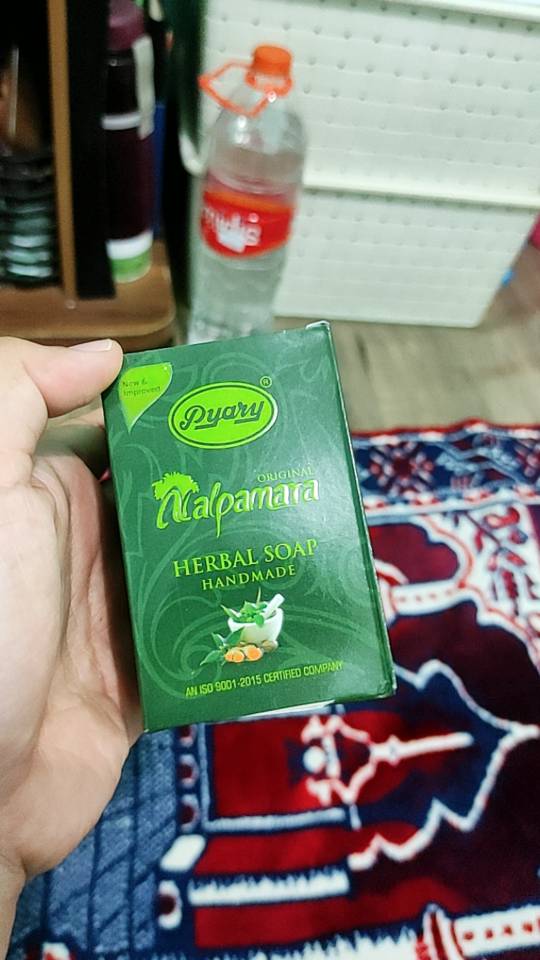 New &
Improved
Pyary®
ORIGINAL
Nalpamara
HERBAL SOAP
HANDMADE
AN ISO 9001-2015 CERTIFIED COMPANY